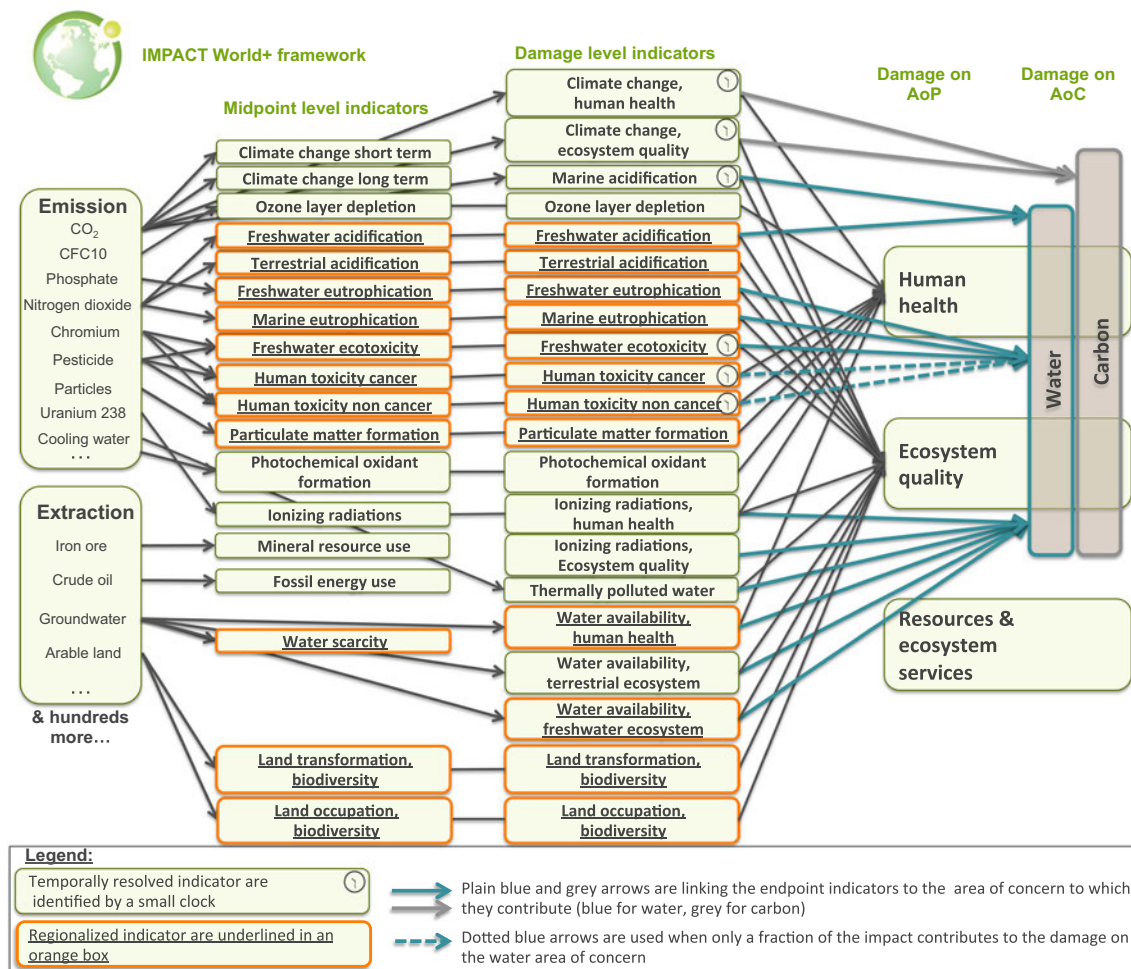 IMPACT World+ framework
Midpoint level indicators
Damage level indicators
Damage on
AoP
Damage on
AoC
Emission
CO2
CFC10
Phosphate
Nitrogen dioxide
Chromium
Pesticide
Particles
Uranium 238
Cooling water
...
Extraction
Iron ore
Crude oil
Groundwater
Arable land
...
& hundreds
more...
Climate change short term
Climate change long term
Ozone layer depletion
Freshwater acidification
Terrestrial acidification
Freshwater eutrophication
Marine eutrophication
Freshwater ecotoxicity
Human toxicity cancer
Human toxicity non cancer
Particulate matter formation
Photochemical oxidant
formation
Ionizing radiations
Mineral resource use
Fossil energy use
Water scarcity
Land transformation,
biodiversity
Land occupation,
biodiversity
Climate change,
human health
Climate change,
ecosystem quality
Marine acidification
Ozone layer depletion
Freshwater acidification
Terrestrial acidification
Freshwater eutrophication
Marine eutrophication
Freshwater ecotoxicity
Human toxicity cancer
Human toxicity non cancer
Particulate matter formation
Photochemical oxidant
formation
Ionizing radiations,
human health
Ionizing radiations,
Ecosystem quality
Thermally polluted water
Water availability,
human health
Water availability,
terrestrial ecosystem
Water availability,
freshwater ecosystem
Land transformation,
biodiversity
Land occupation,
biodiversity
Human
health
Ecosystem
quality
Resources &
ecosystem
services
Water
Carbon
Legend:
Temporally resolved indicator are
identified by a small clock
Regionalized indicator are underlined in an
orange box
Plain blue and grey arrows are linking the endpoint indicators to the area of concern to which
they contribute (blue for water, grey for carbon)
Dotted blue arrows are used when only a fraction of the impact contributes to the damage on
the water area of concern